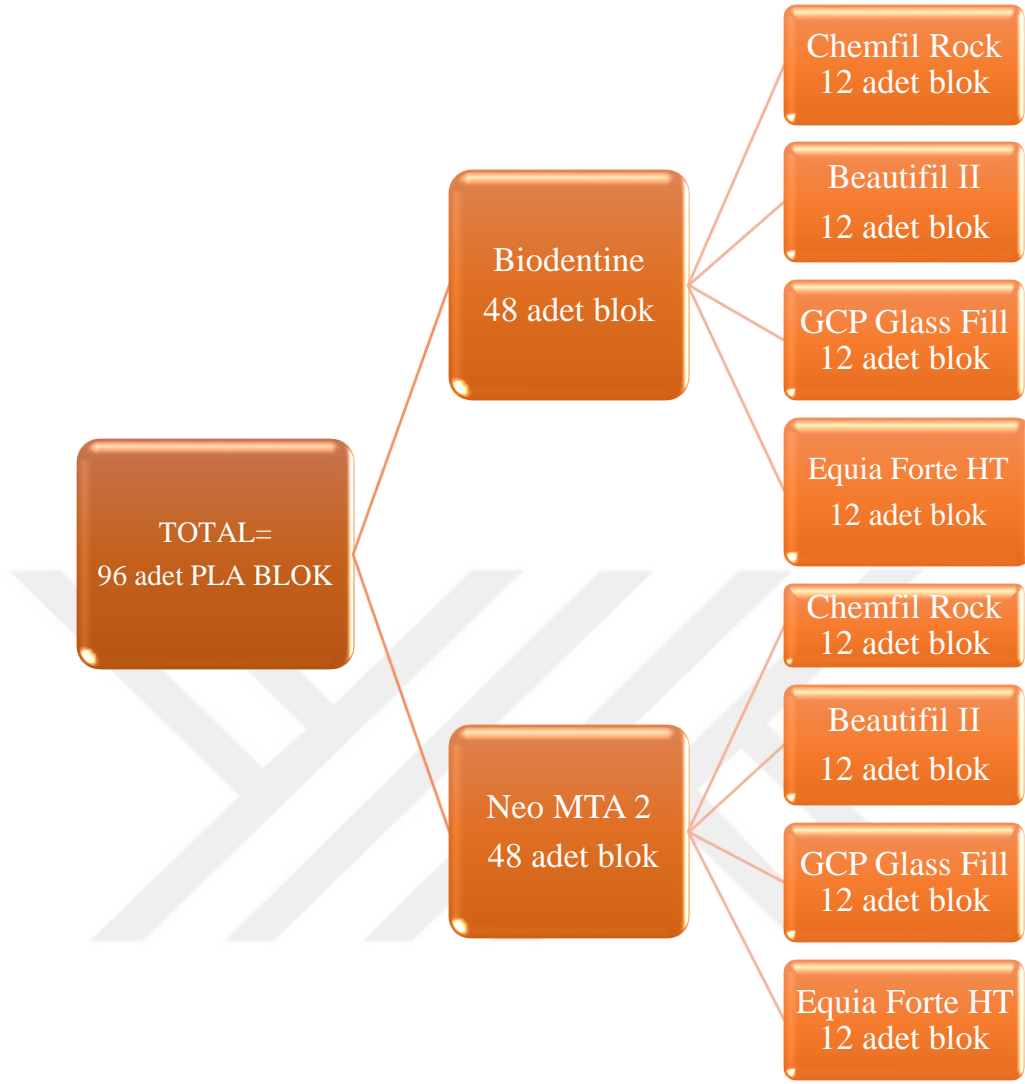 TOTAL=
96 adet PLA BLOK
Biodentine
48 adet blok
Chemfil Rock
12 adet blok
Beautifil II
12 adet blok
GCP Glass Fill
12 adet blok
Equia Forte HT
12 adet blok
Neo MTA 2
48 adet blok
Chemfil Rock
12 adet blok
Beautifil II
12 adet blok
GCP Glass Fill
12 adet blok
Equia Forte HT
12 adet blok